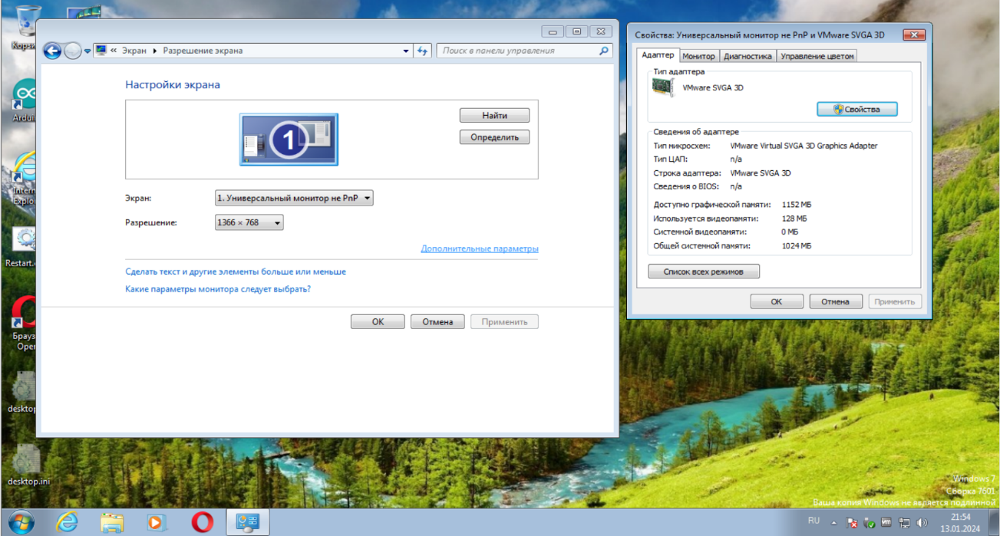 Корзи
Arduin
Intern
Explor
Restart.
Брауз
Oper
desktop
desktop.ini
« Экран ▸ Разрешение экрана
Поиск в панели управления
Настройки экрана
1
Найти
Определить
Экран: 1. Универсальный монитор не PnP
Разрешение: 1366 × 768
Дополнительные параметры
Сделать текст и другие элементы больше или меньше
Какие параметры монитора следует выбрать?
ОК Отмена Применить
Свойства: Универсальный монитор не PnP и VMware SVGA 3D
Адаптер Монитор Диагностика Управление цветом
Тип адаптера
VMware SVGA 3D
Свойства
Сведения об адаптере
Тип микросхем: VMware Virtual SVGA 3D Graphics Adapter
Тип ЦАП: n/a
Строка адаптера: VMware SVGA 3D
Сведения о BIOS: n/a
Доступно графической памяти: 1152 МБ
Используется видеопамяти: 128 МБ
Системной видеопамяти: 0 МБ
Общей системной памяти: 1024 МБ
Список всех режимов
ОК Отмена Применить
Windows 7
Сборка 7601
Ваша копия Windows не является подлинной
RU
21:54
13.01.2024